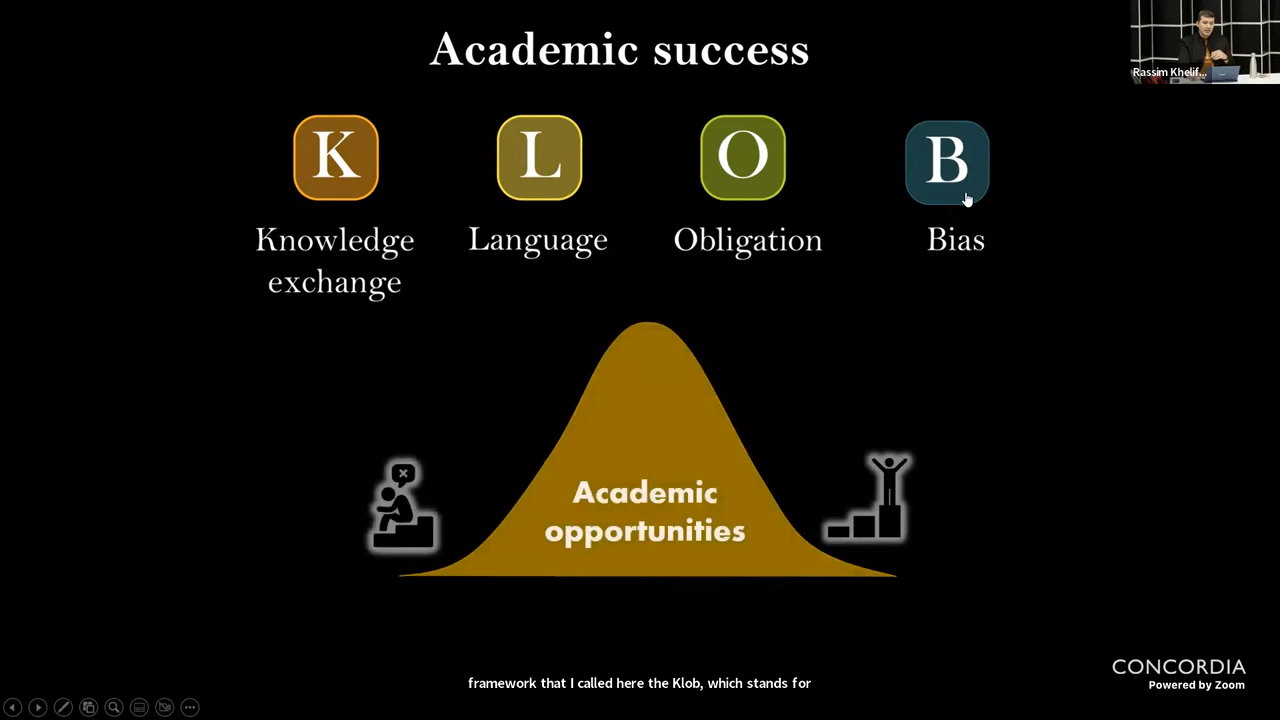 Academic success
Rassim Khelif...
K L O B
Knowledge exchange
Language
Obligation
Bias
Academic
opportunities
framework that I called here the Klob, which stands for
CONCORDIA
Powered by Zoom